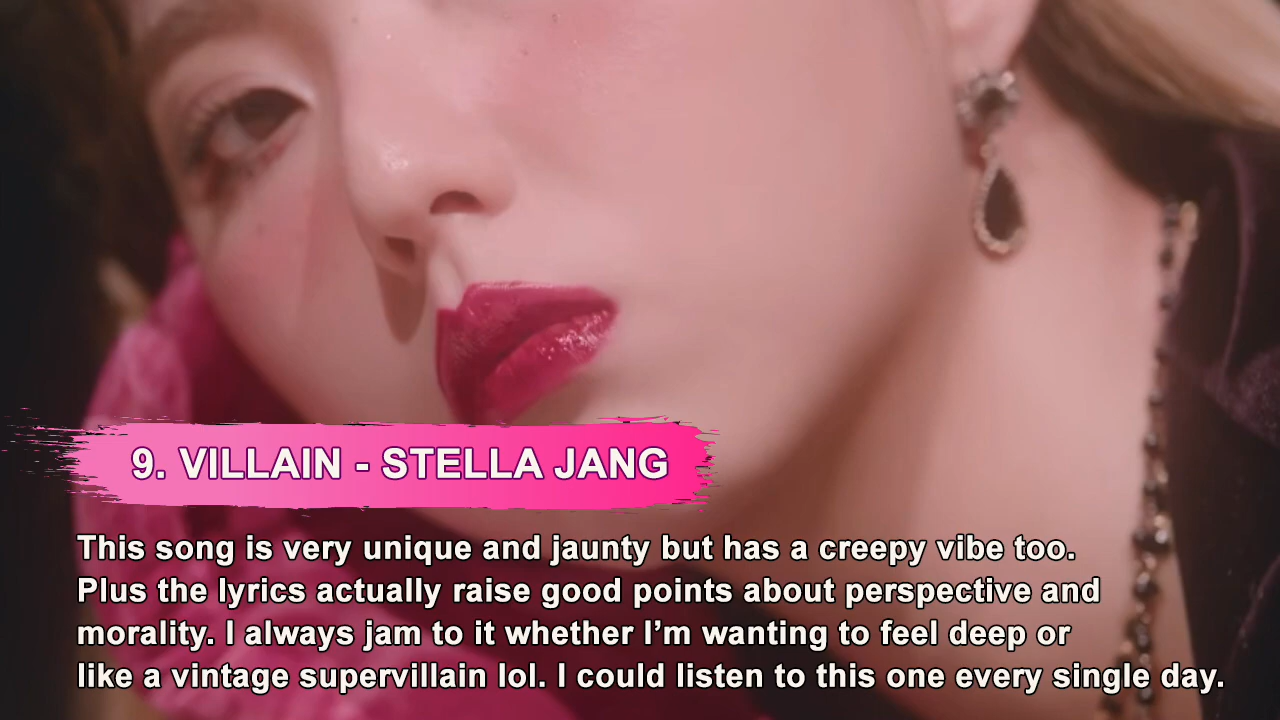 9. VILLAIN - STELLA JANG
This song is very unique and jaunty but has a creepy vibe too.
Plus the lyrics actually raise good points about perspective and
morality. I always jam to it whether I’m wanting to feel deep or
like a vintage supervillain lol. I could listen to this one every single day.